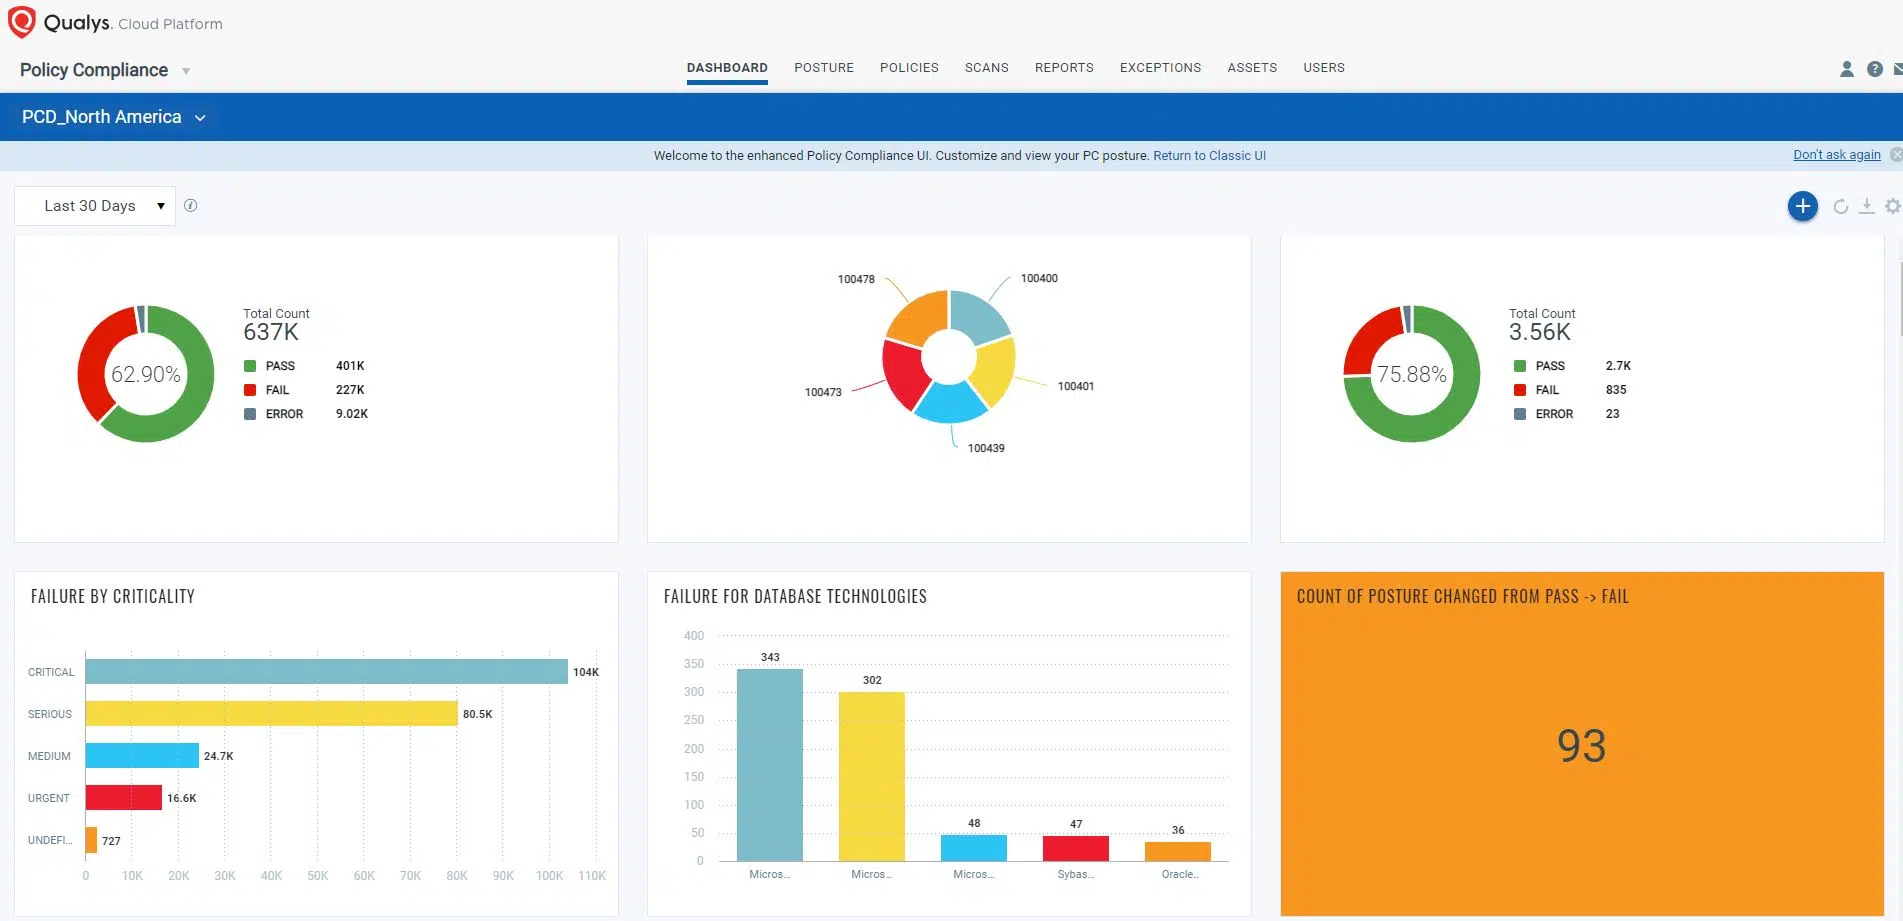 Qualys. Cloud Platform
Policy Compliance
DASHBOARD POSTURE POLICIES SCANS REPORTS EXCEPTIONS ASSETS USERS
PCD_North America
Welcome to the enhanced Policy Compliance UI. Customize and view your PC posture. Return to Classic UI
Don't ask again
Last 30 Days
62.90%
Total Count
637K
PASS 401K
FAIL 227K
ERROR 9.02K
100478
100400
100473
100401
100439
75.88%
Total Count
3.56K
PASS 2.7K
FAIL 835
ERROR 23
FAILURE BY CRITICALITY
CRITICAL 104K
SERIOUS 80.5K
MEDIUM 24.7K
URGENT 16.6K
UNDEFI... 727
0 10K 20K 30K 40K 50K 60K 70K 80K 90K 100K 110K
FAILURE FOR DATABASE TECHNOLOGIES
400
350
300
250
200
150
100
50
0
343
302
48
47
36
Micros... Micros... Micros... Sybas... Oracle..
COUNT OF POSTURE CHANGED FROM PASS -> FAIL
93